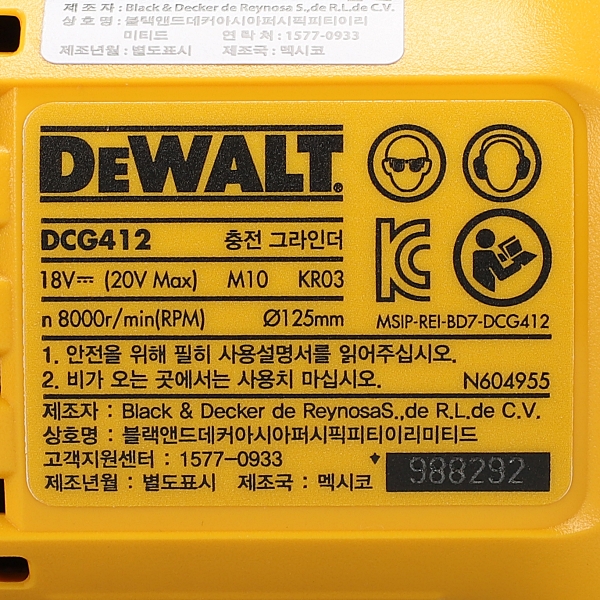 제 조 자 : Black & Decker de Reynosa S.,de R.L.de C.V.
상 호 명 : 블랙앤드데커아시아퍼시픽피티이리
미티드 연 락 처 : 1577-0933
제조년월 : 별도표시 제조국 : 멕시코
DEWALT
DCG412 충전 그라인더
18V⎓ (20V Max) M10 KR03
n 8000r/min(RPM) Ø125mm
MSIP-REI-BD7-DCG412
1. 안전을 위해 필히 사용설명서를 읽어주십시오.
2. 비가 오는 곳에서는 사용치 마십시오. N604955
제조자 : Black & Decker de ReynosaS.,de R.L.de C.V.
상호명 : 블랙앤드데커아시아퍼시픽피티이리미티드
고객지원센터 : 1577-0933
제조년월 : 별도표시 제조국 : 멕시코
988292